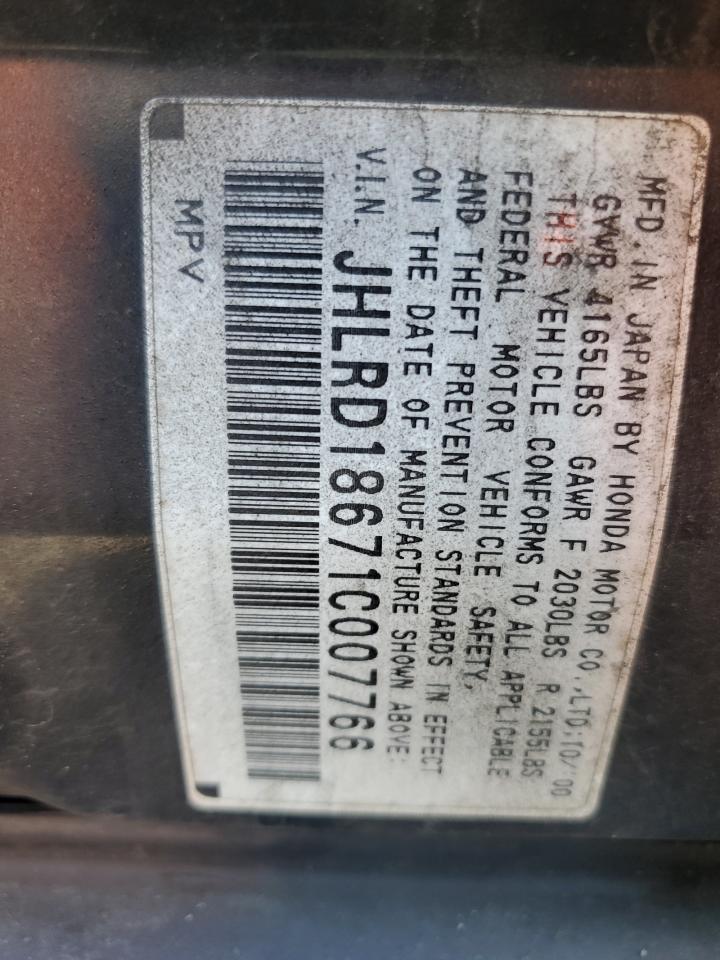 MFD. IN JAPAN BY HONDA MOTOR CO.,LTD;10/'00
GVWR 4165LBS GAWR F 2030LBS R 2155LBS
THIS VEHICLE CONFORMS TO ALL APPLICABLE
FEDERAL MOTOR VEHICLE SAFETY,
AND THEFT PREVENTION STANDARDS IN EFFECT
ON THE DATE OF MANUFACTURE SHOWN ABOVE:
V.I.N. JHLRD18671C007766
MPV